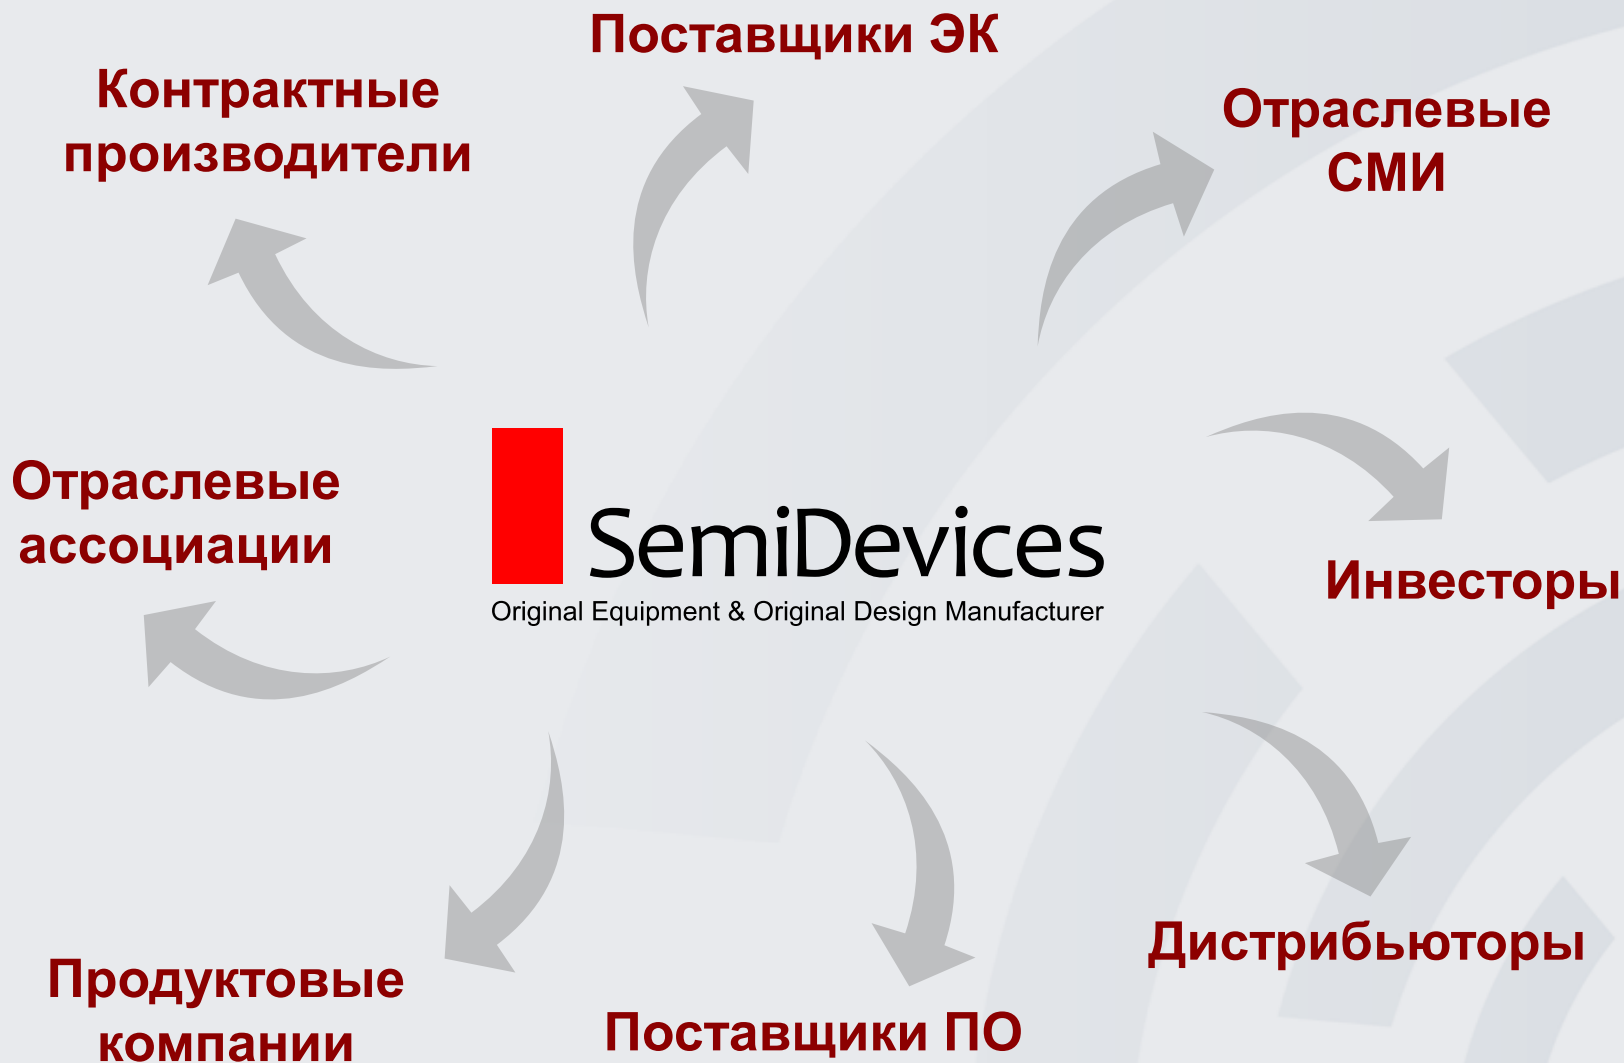 Поставщики ЭК
Контрактные
производители
Отраслевые
СМИ
Отраслевые
ассоциации
SemiDevices
Original Equipment & Original Design Manufacturer
Инвесторы
Дистрибьюторы
Продуктовые
компании
Поставщики ПО